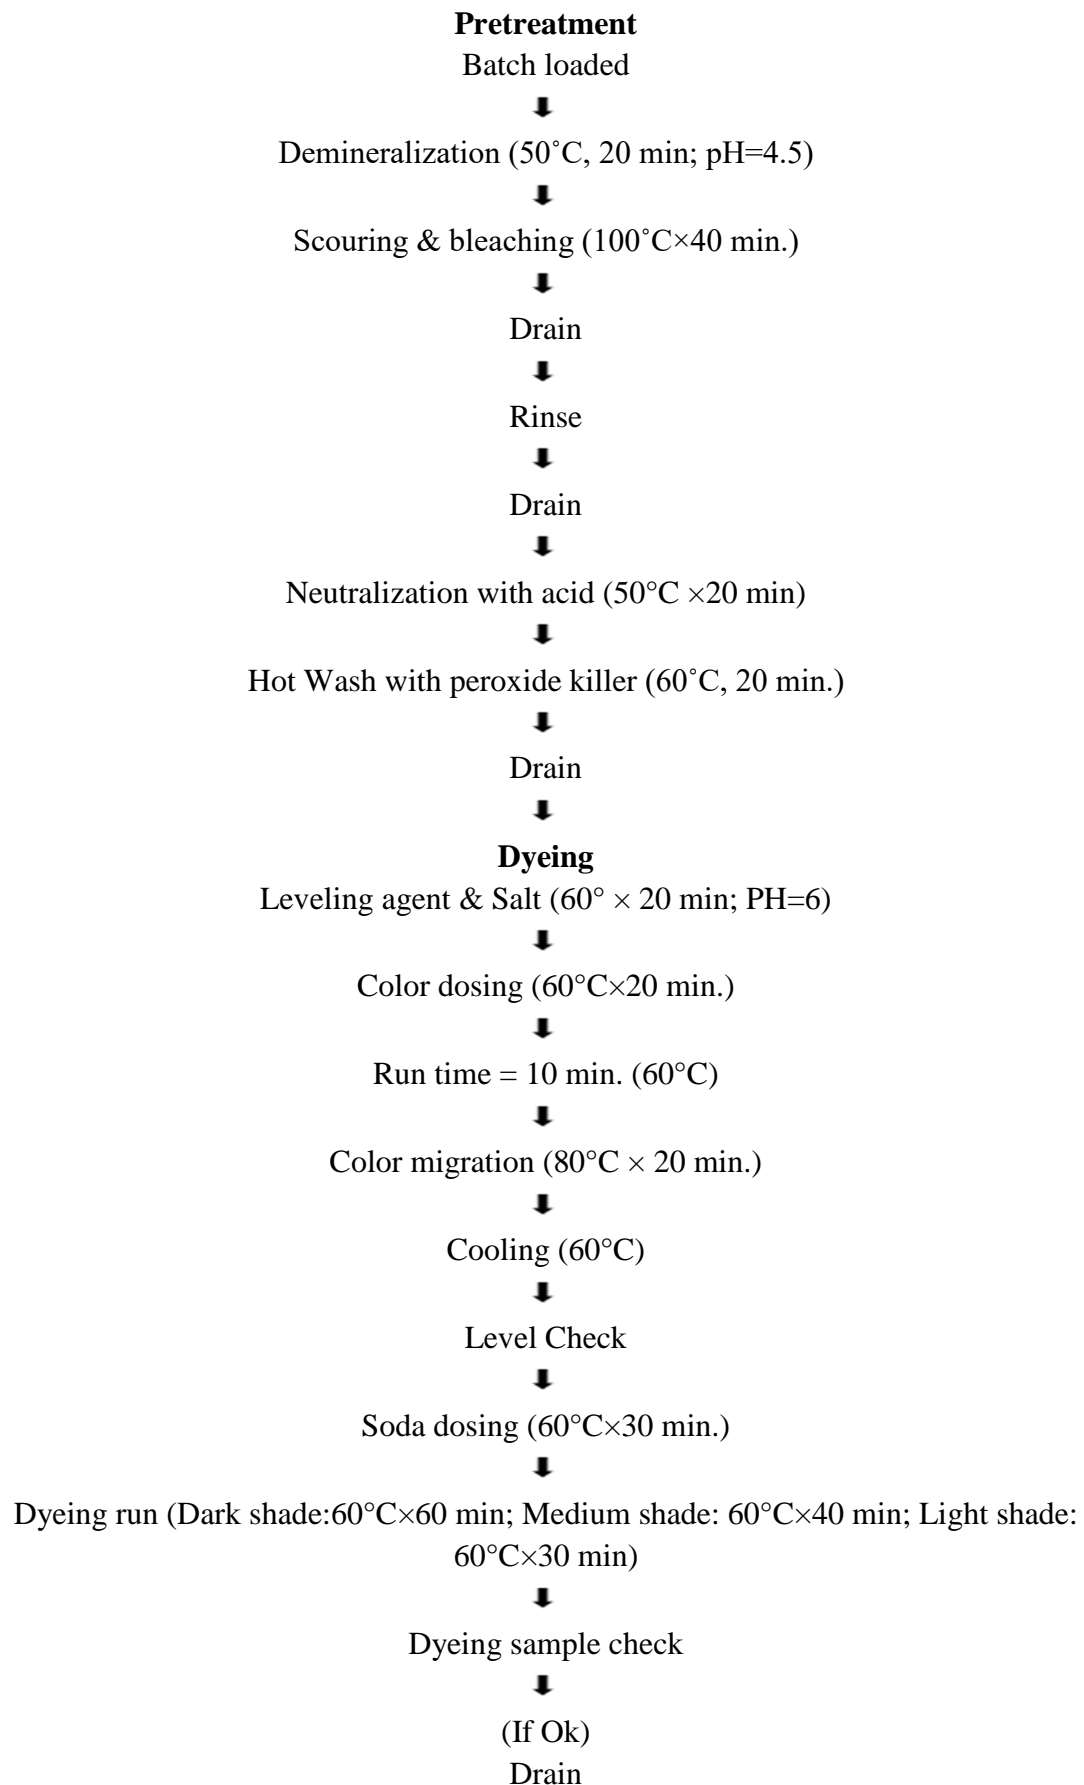 Pretreatment
Batch loaded
Demineralization (50˚C, 20 min; pH=4.5)
Scouring & bleaching (100˚C×40 min.)
Drain
Rinse
Drain
Neutralization with acid (50°C ×20 min)
Hot Wash with peroxide killer (60˚C, 20 min.)
Drain
Dyeing
Leveling agent & Salt (60° × 20 min; PH=6)
Color dosing (60°C×20 min.)
Run time = 10 min. (60°C)
Color migration (80°C × 20 min.)
Cooling (60°C)
Level Check
Soda dosing (60°C×30 min.)
Dyeing run (Dark shade:60°C×60 min; Medium shade: 60°C×40 min; Light shade:
60°C×30 min)
Dyeing sample check
(If Ok)
Drain